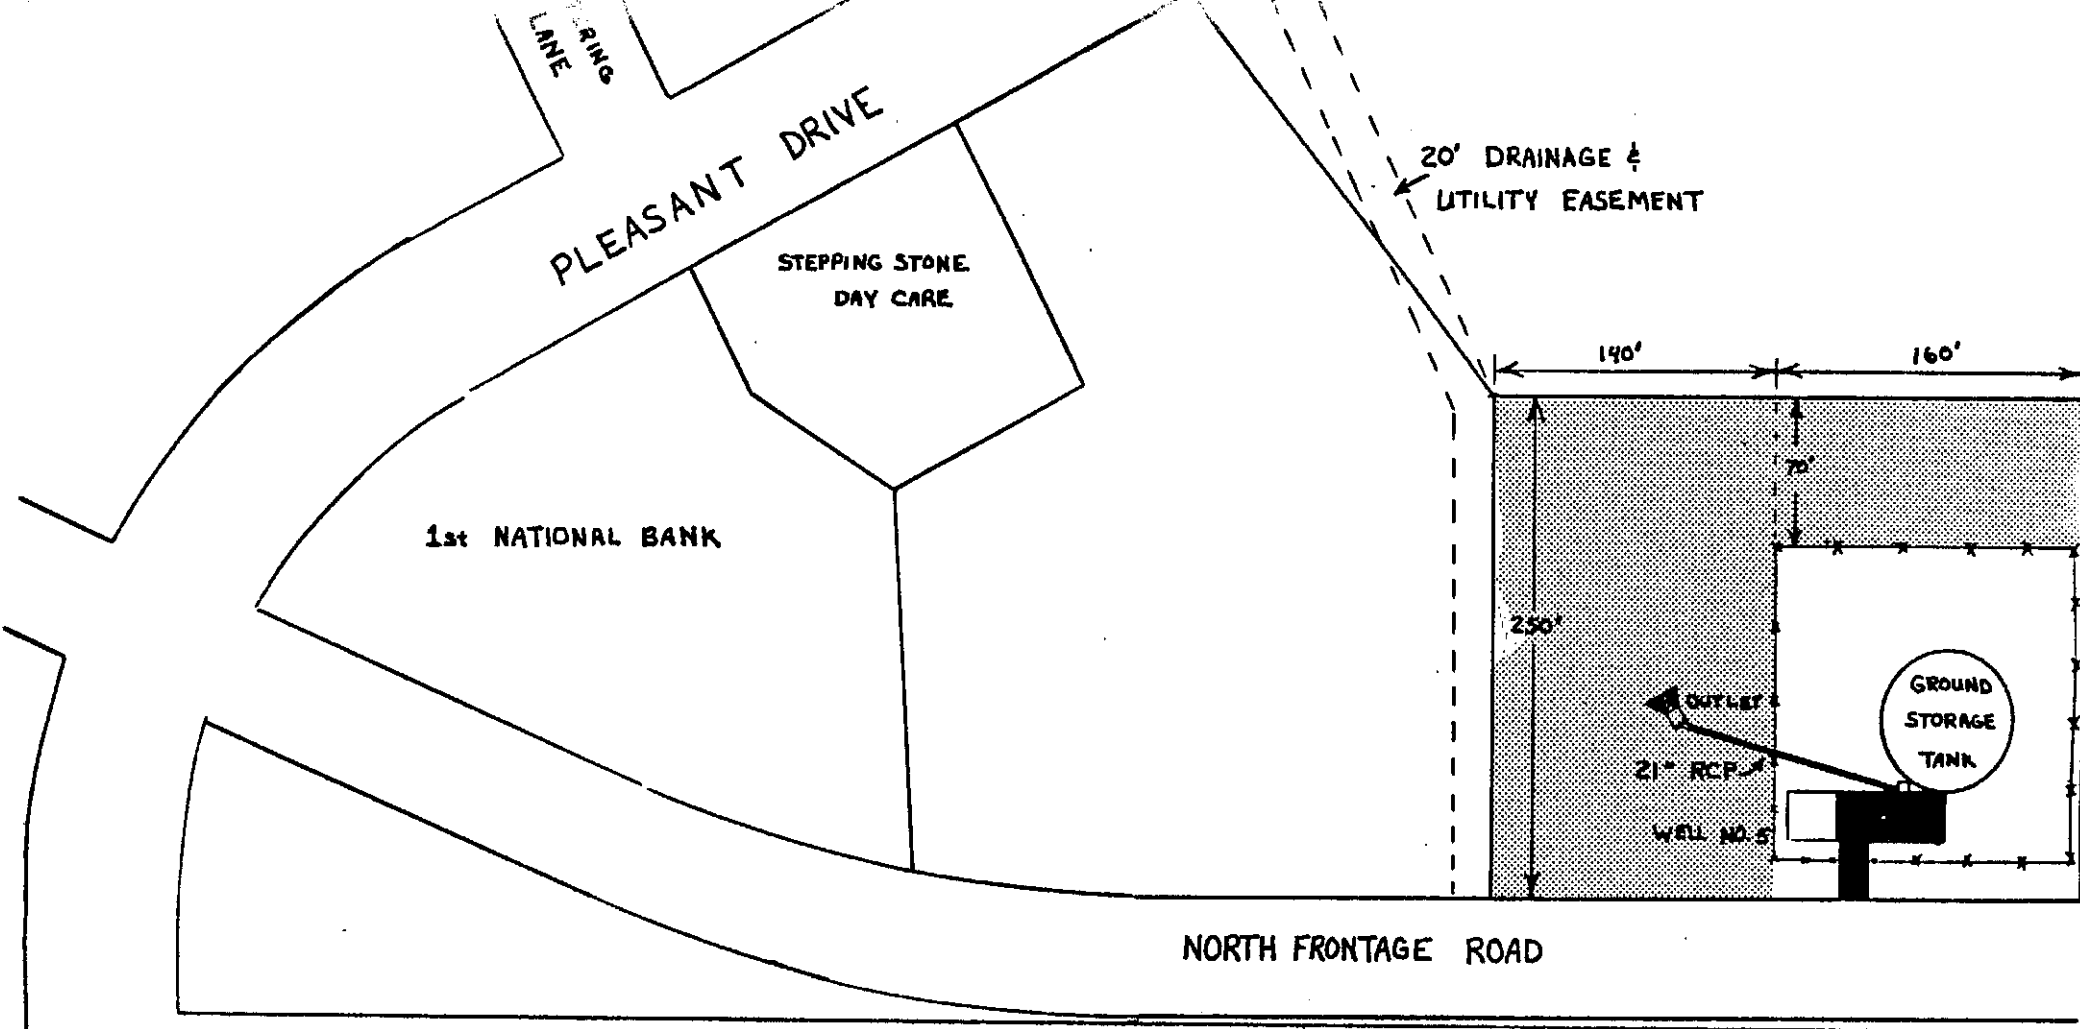 LANE
PLEASANT DRIVE
20' DRAINAGE &
UTILITY EASEMENT
STEPPING STONE
DAY CARE
140'
160'
70'
1st NATIONAL BANK
250'
OUTLET
GROUND
STORAGE
TANK
21" RCP
WELL NO. 5
NORTH FRONTAGE ROAD